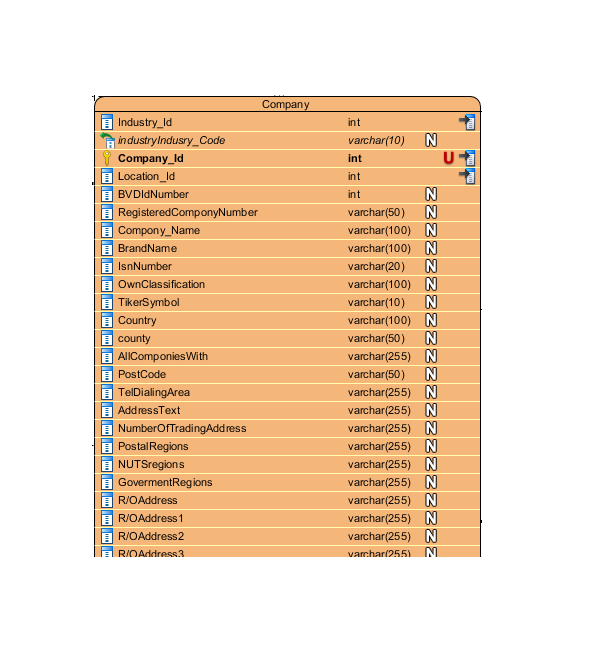 Company
Industry_Id int
industryIndusry_Code varchar(10) N
Company_Id int U
Location_Id int
BVDIdNumber int N
RegisteredComponyNumber varchar(50) N
Compony_Name varchar(100) N
BrandName varchar(100) N
IsnNumber varchar(20) N
OwnClassification varchar(100) N
TikerSymbol varchar(10) N
Country varchar(100) N
county varchar(50) N
AllComponiesWith varchar(255) N
PostCode varchar(50) N
TelDialingArea varchar(255) N
AddressText varchar(255) N
NumberOfTradingAddress varchar(255) N
PostalRegions varchar(255) N
NUTSregions varchar(255) N
GovermentRegions varchar(255) N
R/OAddress varchar(255) N
R/OAddress1 varchar(255) N
R/OAddress2 varchar(255) N
R/OAddress3 varchar(255) N